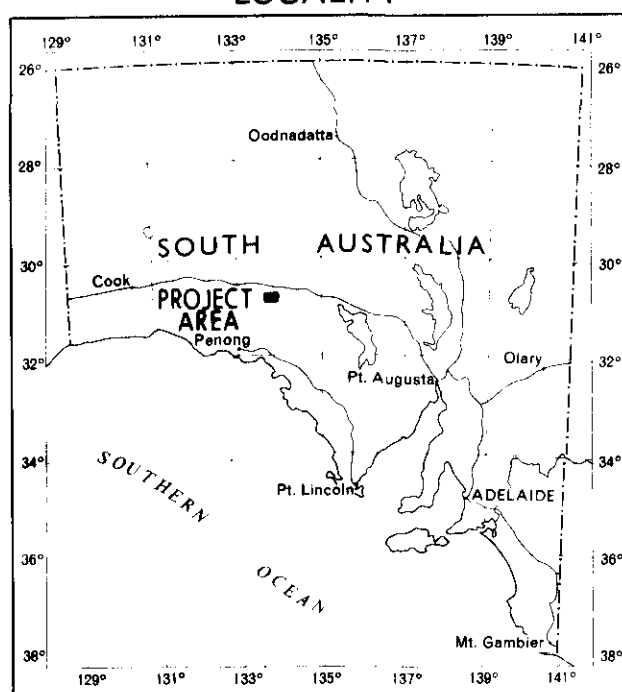 129° 131° 133° 135° 137° 139° 141°
26° 26°
Oodnadatta
28° 28°
SOUTH AUSTRALIA
30° 30°
Cook
PROJECT
AREA
Penong
32° 32°
Olary
Pt. Augusta
34° 34°
SOUTHERN
Pt. Lincoln
ADELAIDE
36° 36°
OCEAN
Mt. Gambier
38° 38°
129° 131° 133° 135° 137° 139° 141°